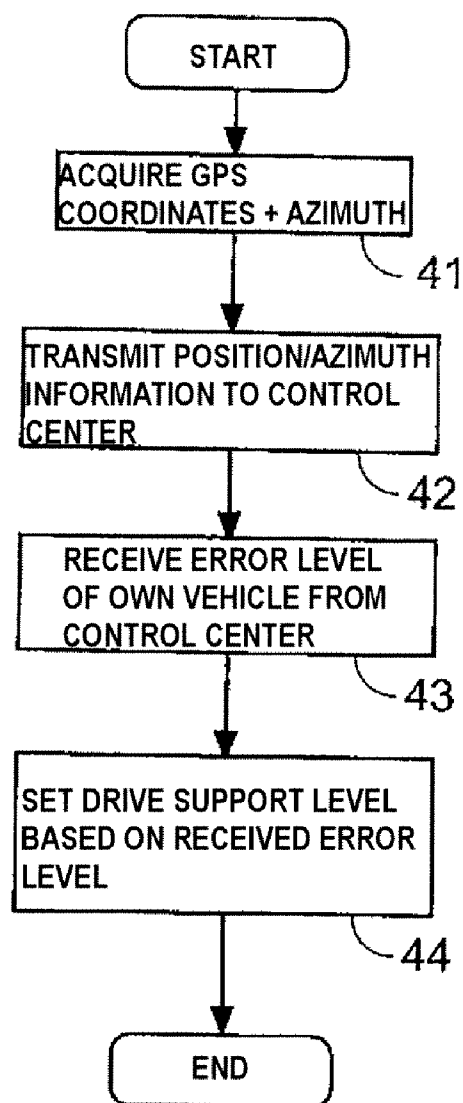 START
ACQUIRE GPS
COORDINATES + AZIMUTH
41
TRANSMIT POSITION/AZIMUTH
INFORMATION TO CONTROL
CENTER
42
RECEIVE ERROR LEVEL
OF OWN VEHICLE FROM
CONTROL CENTER
43
SET DRIVE SUPPORT LEVEL
BASED ON RECEIVED ERROR
LEVEL
44
END